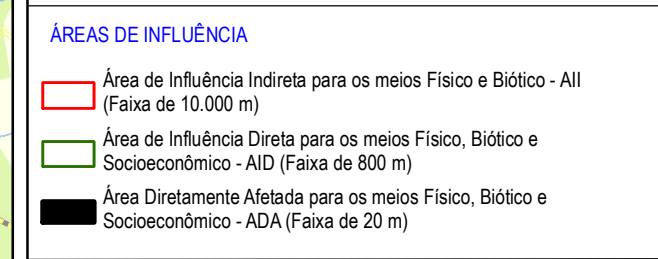 ÁREAS DE INFLUÊNCIA
Área de Influência Indireta para os meios Físico e Biótico - AII
(Faixa de 10.000 m)
Área de Influência Direta para os meios Físico, Biótico e
Socioeconômico - AID (Faixa de 800 m)
Área Diretamente Afetada para os meios Físico, Biótico e
Socioeconômico - ADA (Faixa de 20 m)